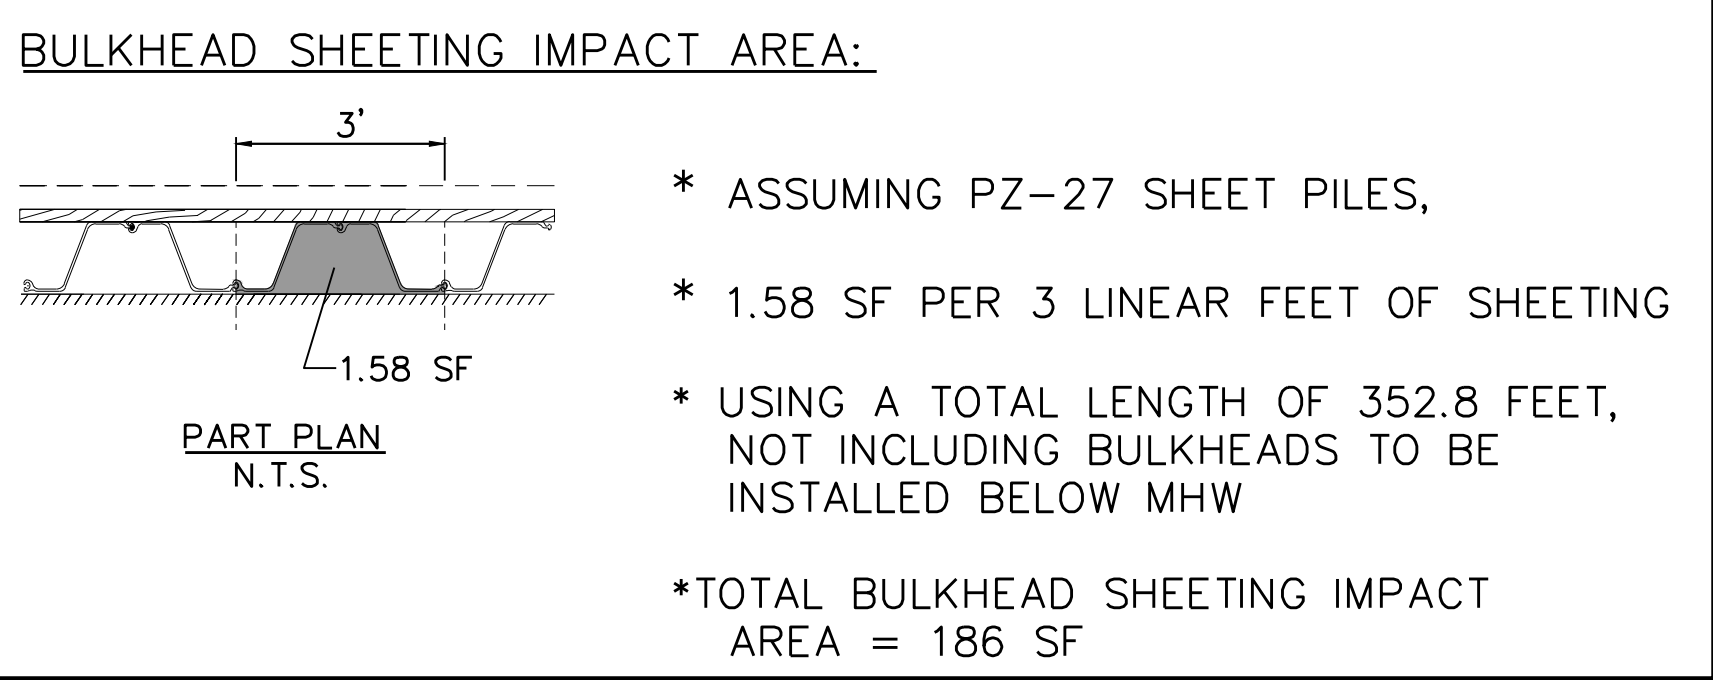 BULKHEAD SHEETING IMPACT AREA:
3'
1.58 SF
PART PLAN
N.T.S.
* ASSUMING PZ-27 SHEET PILES,
* 1.58 SF PER 3 LINEAR FEET OF SHEETING
* USING A TOTAL LENGTH OF 352.8 FEET,
NOT INCLUDING BULKHEADS TO BE
INSTALLED BELOW MHW
*TOTAL BULKHEAD SHEETING IMPACT
AREA = 186 SF